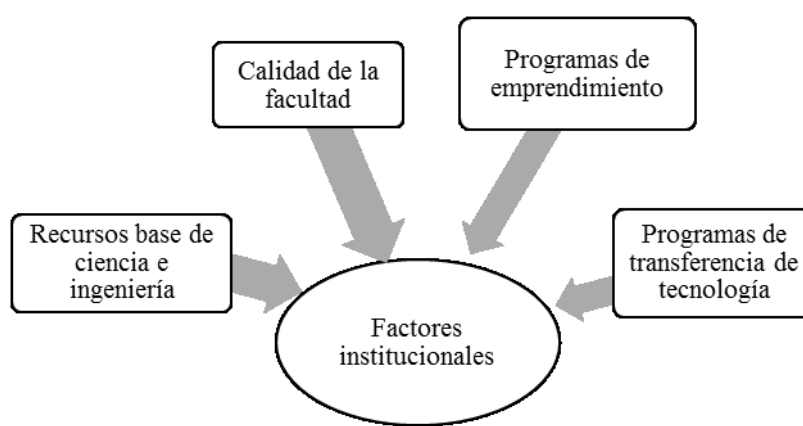 Calidad de la
facultad
Programas de
emprendimiento
Recursos base de
ciencia e
ingeniería
Programas de
transferencia de
tecnología
Factores
institucionales